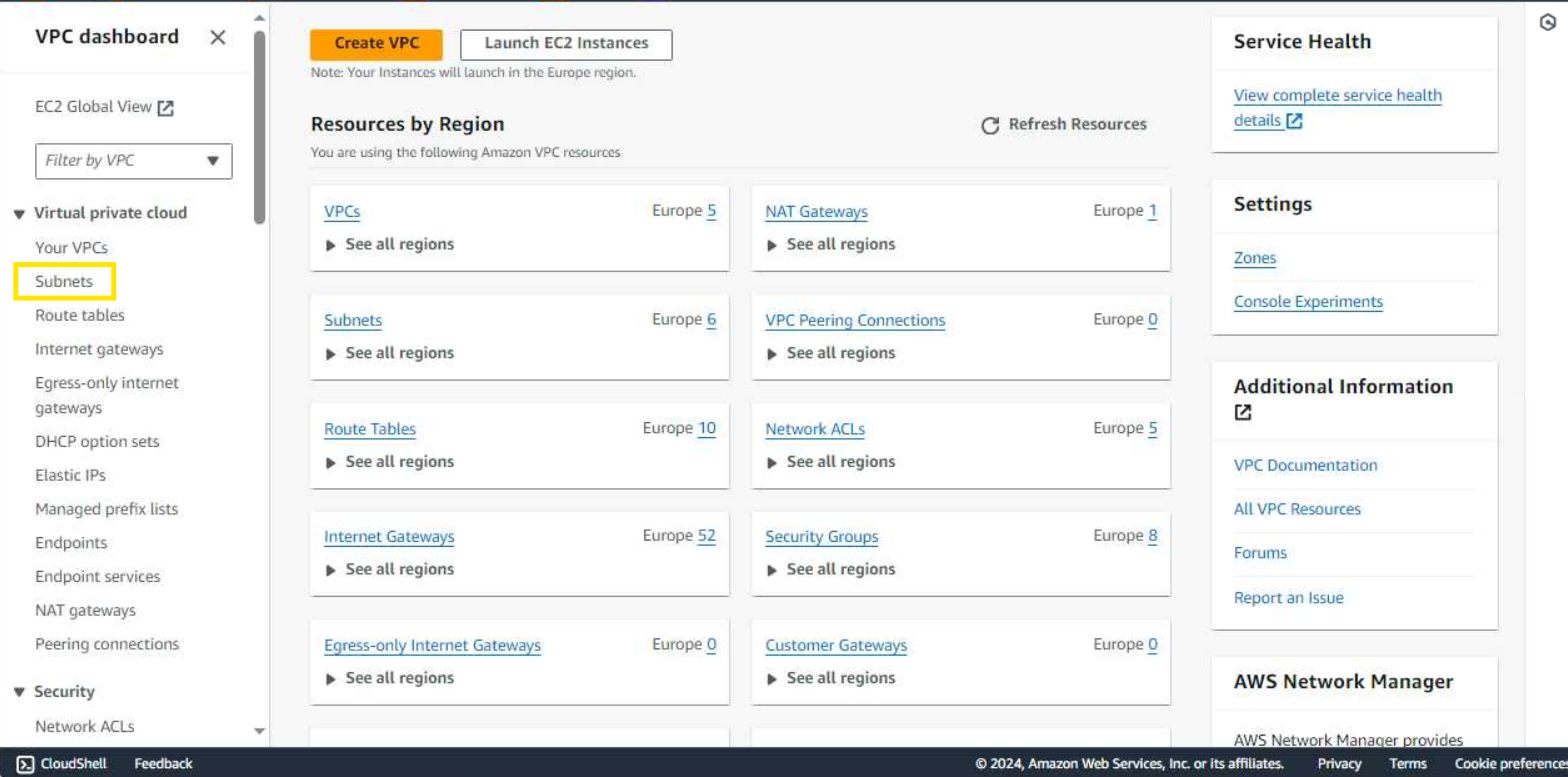 VPC dashboard
EC2 Global View
Filter by VPC
Virtual private cloud
Your VPCs
Subnets
Route tables
Internet gateways
Egress-only internet
gateways
DHCP option sets
Elastic IPs
Managed prefix lists
Endpoints
Endpoint services
NAT gateways
Peering connections
Security
Network ACLs
Create VPC
Launch EC2 Instances
Note: Your Instances will launch in the Europe region.
Resources by Region
Refresh Resources
You are using the following Amazon VPC resources
VPCs Europe 5
See all regions
NAT Gateways Europe 1
See all regions
Subnets Europe 6
See all regions
VPC Peering Connections Europe 0
See all regions
Route Tables Europe 10
See all regions
Network ACLs Europe 5
See all regions
Internet Gateways Europe 52
See all regions
Security Groups Europe 8
See all regions
Egress-only Internet Gateways Europe 0
See all regions
Customer Gateways Europe 0
See all regions
Service Health
View complete service health
details
Settings
Zones
Console Experiments
Additional Information
VPC Documentation
All VPC Resources
Forums
Report an Issue
AWS Network Manager
AWS Network Manager provides
CloudShell Feedback © 2024, Amazon Web Services, Inc. or its affiliates. Privacy Terms Cookie preferences